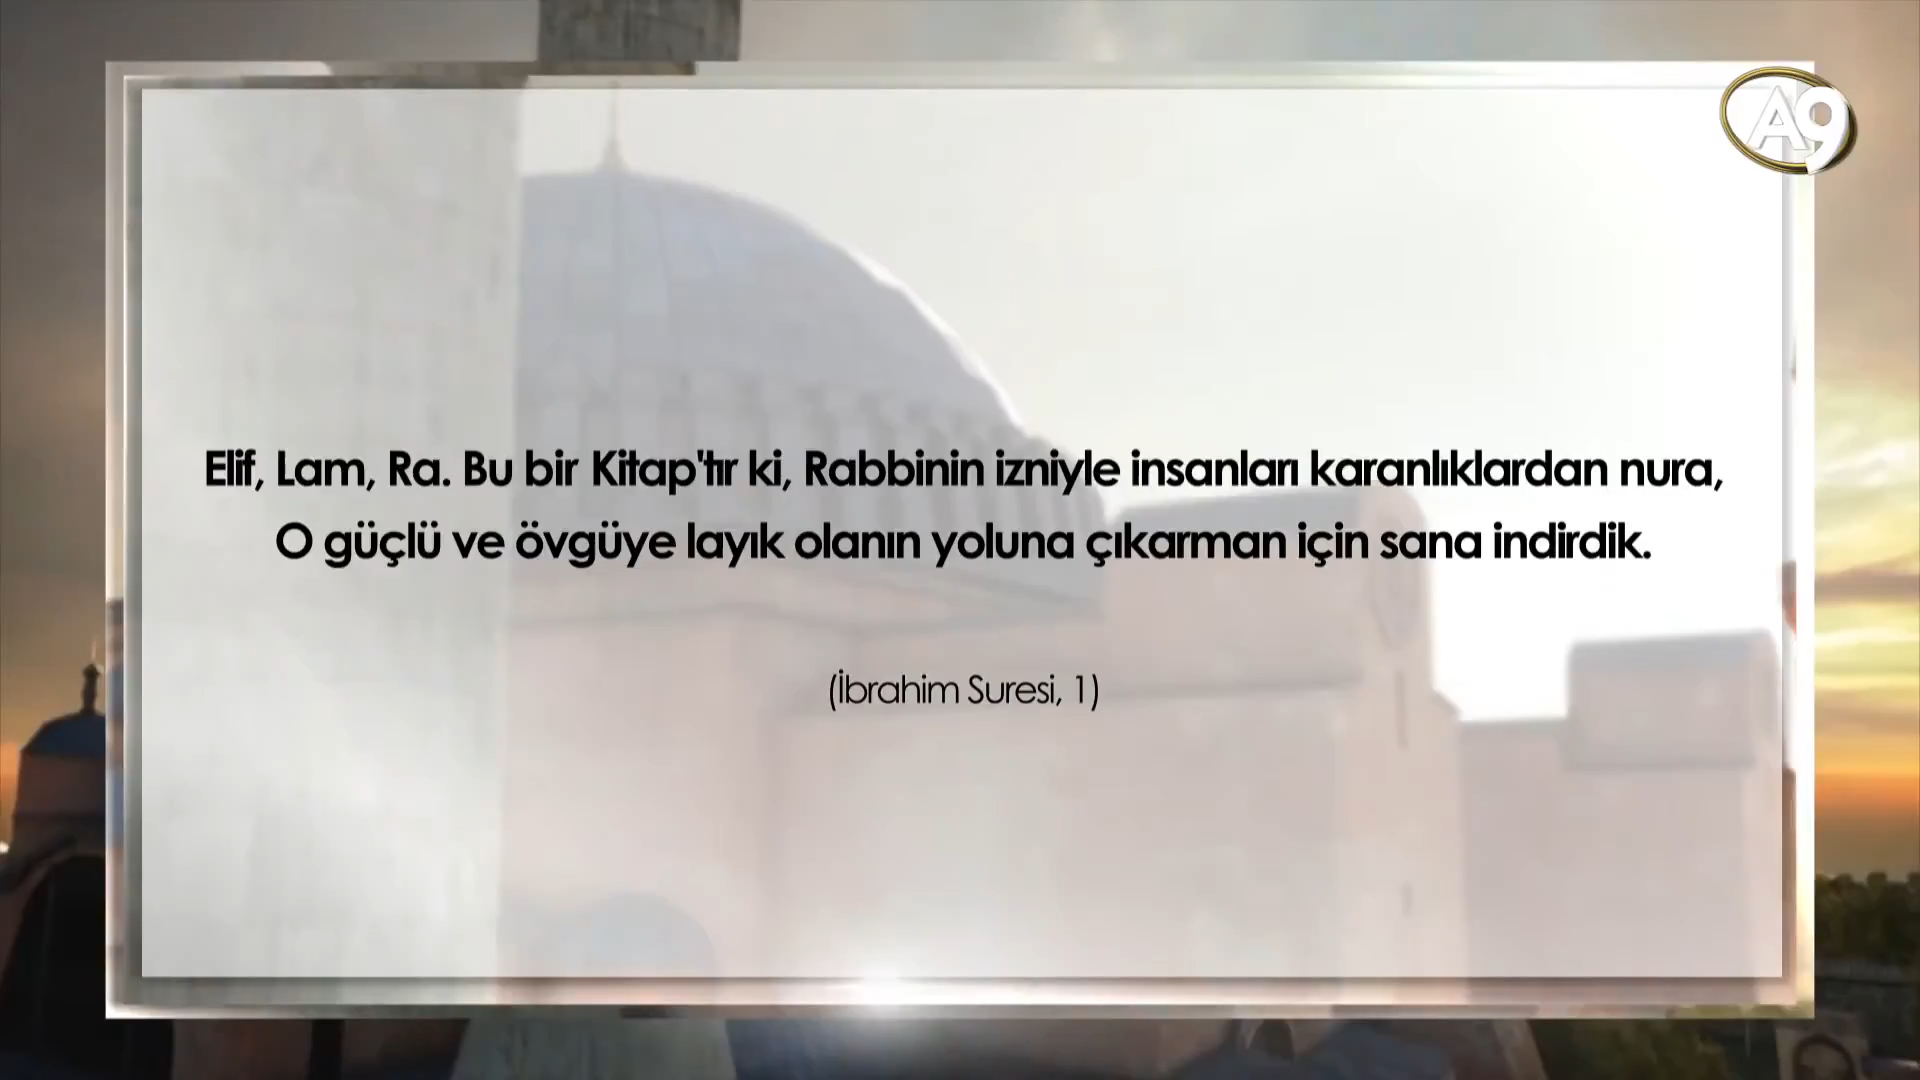 A9
Elif, Lam, Ra. Bu bir Kitap'tır ki, Rabbinin izniyle insanları karanlıklardan nura,
O güçlü ve övgüye layık olanın yoluna çıkarman için sana indirdik.
(İbrahim Suresi, 1)